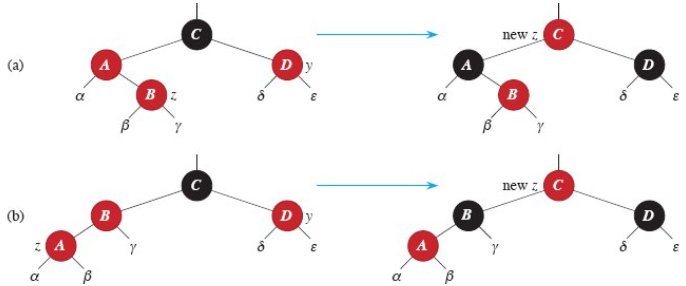 C new z C
(a) A D y A D
α B z δ ε α B δ ε
β γ β γ
C new z C
(b) B D y B D
z A γ δ ε A γ δ ε
α β α β